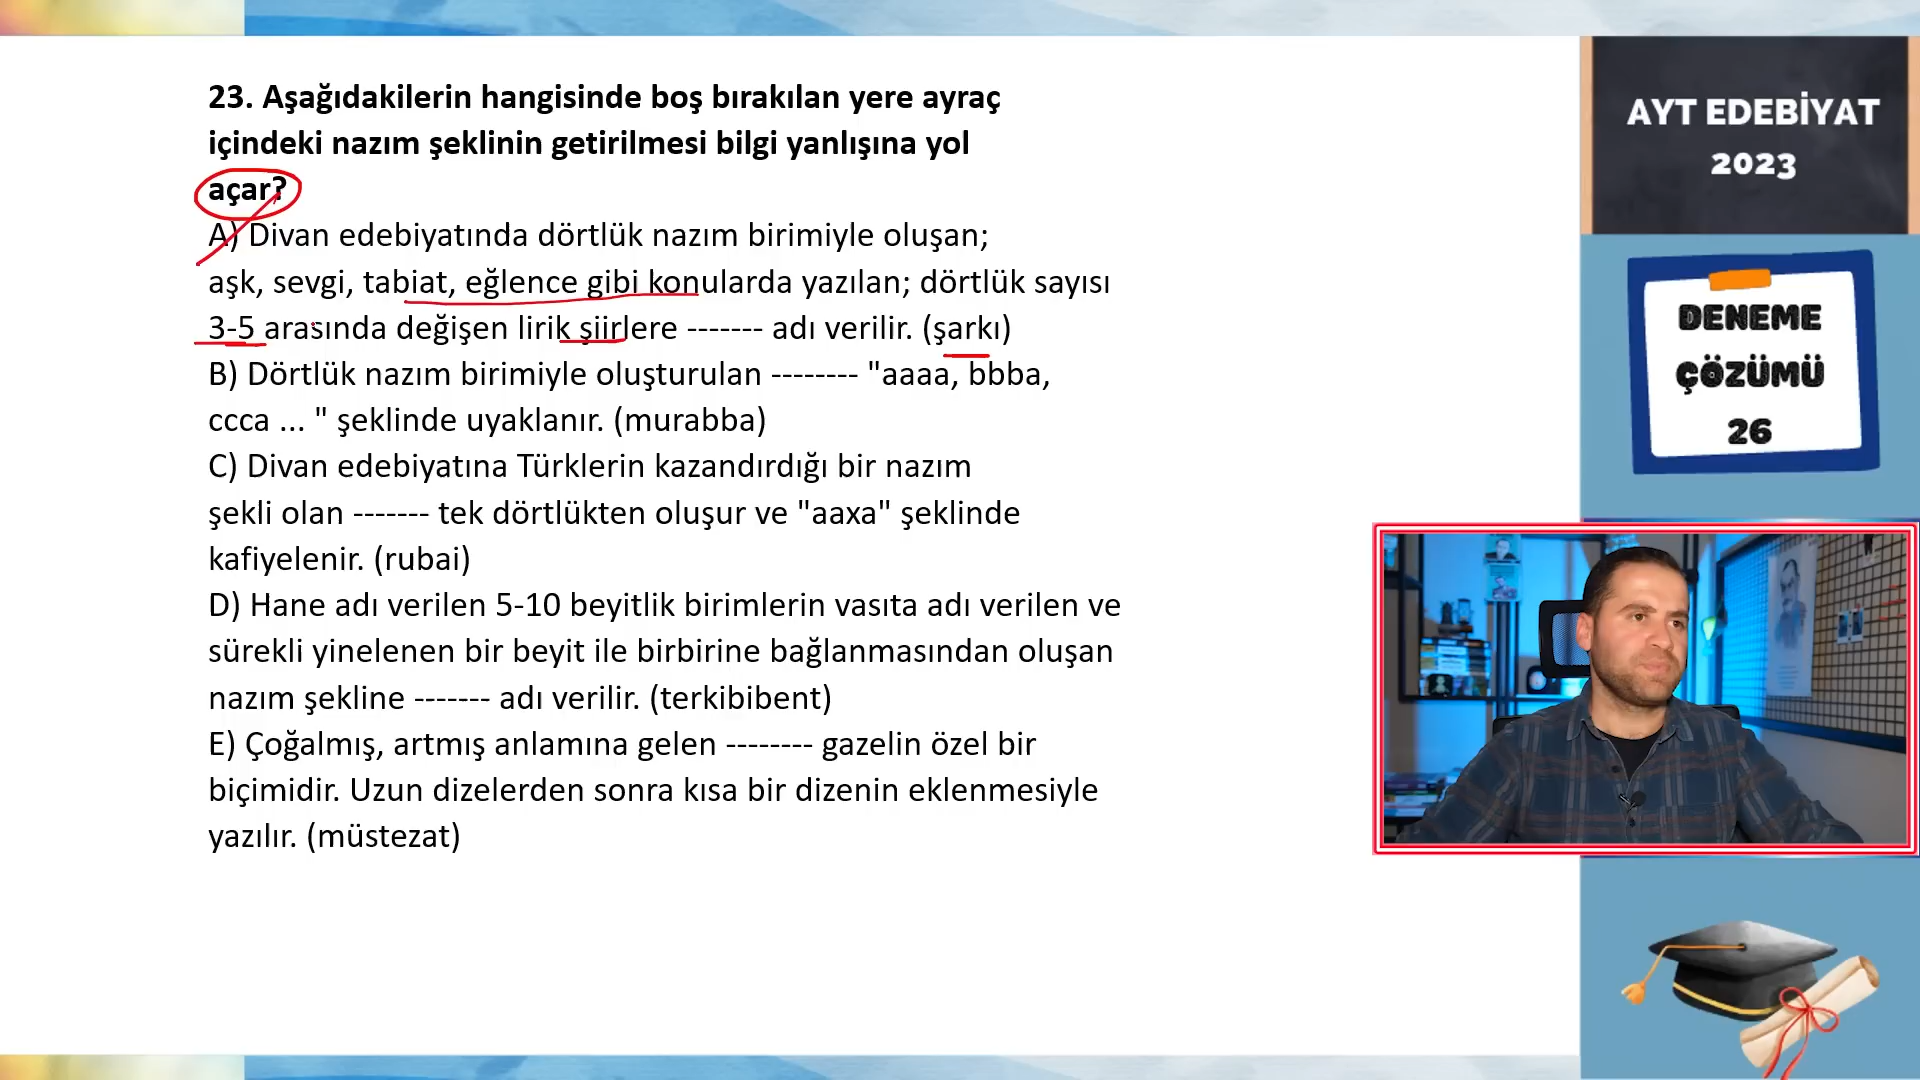 23. Aşağıdakilerin hangisinde boş bırakılan yere ayraç
içindeki nazım şeklinin getirilmesi bilgi yanlışına yol
açar?
A) Divan edebiyatında dörtlük nazım birimiyle oluşan;
aşk, sevgi, tabiat, eğlence gibi konularda yazılan; dörtlük sayısı
3-5 arasında değişen lirik şiirlere ------- adı verilir. (şarkı)
B) Dörtlük nazım birimiyle oluşturulan -------- "aaaa, bbba,
ccca ... " şeklinde uyaklanır. (murabba)
C) Divan edebiyatına Türklerin kazandırdığı bir nazım
şekli olan ------- tek dörtlükten oluşur ve "aaxa" şeklinde
kafiyelenir. (rubai)
D) Hane adı verilen 5-10 beyitlik birimlerin vasıta adı verilen ve
sürekli yinelenen bir beyit ile birbirine bağlanmasından oluşan
nazım şekline ------- adı verilir. (terkibibent)
E) Çoğalmış, artmış anlamına gelen -------- gazelin özel bir
biçimidir. Uzun dizelerden sonra kısa bir dizenin eklenmesiyle
yazılır. (müstezat)
AYT EDEBİYAT
2023
DENEME
ÇÖZÜMÜ
26